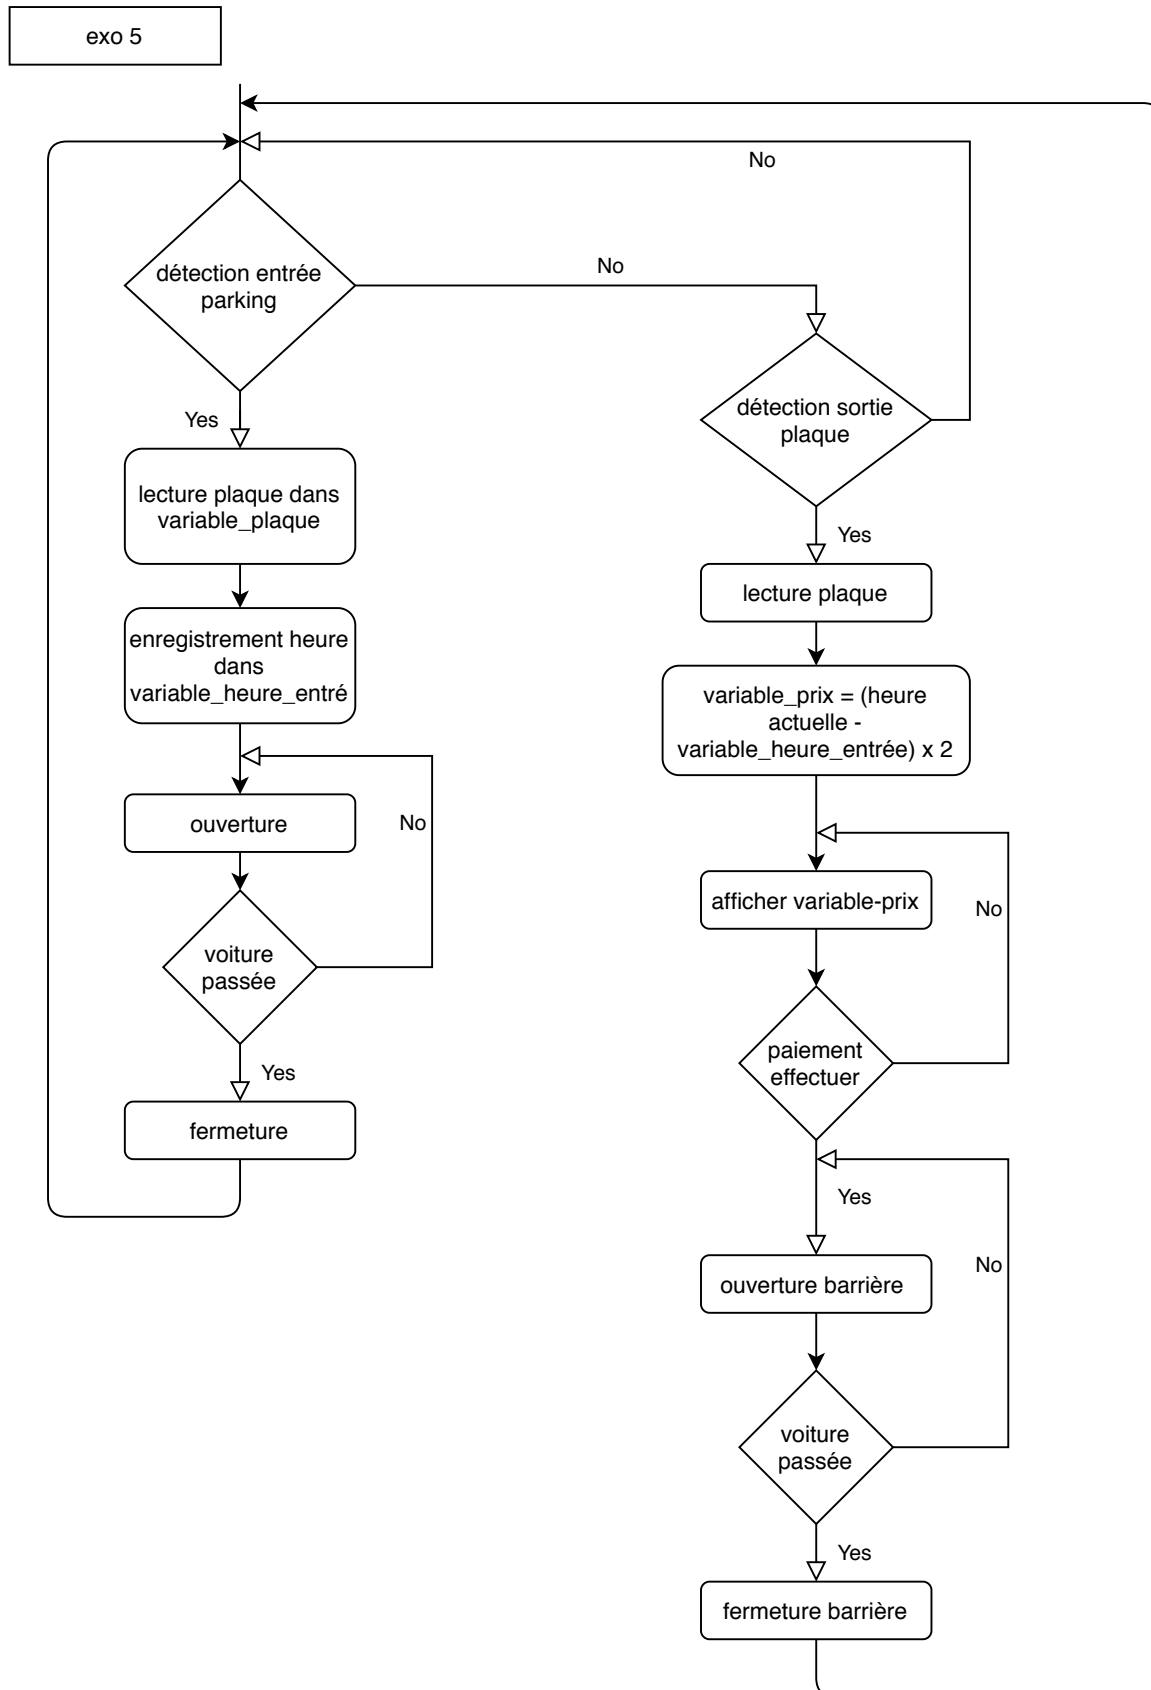 exo 5
No
détection entrée
parking
No
détection sortie
plaque
Yes
lecture plaque dans
variable_plaque
Yes
lecture plaque
enregistrement heure
dans
variable_heure_entré
variable_prix = (heure
actuelle -
variable_heure_entrée) x 2
ouverture
No
afficher variable-prix
No
voiture
passée
paiement
effectuer
Yes
fermeture
Yes
ouverture barrière
No
voiture
passée
Yes
fermeture barrière